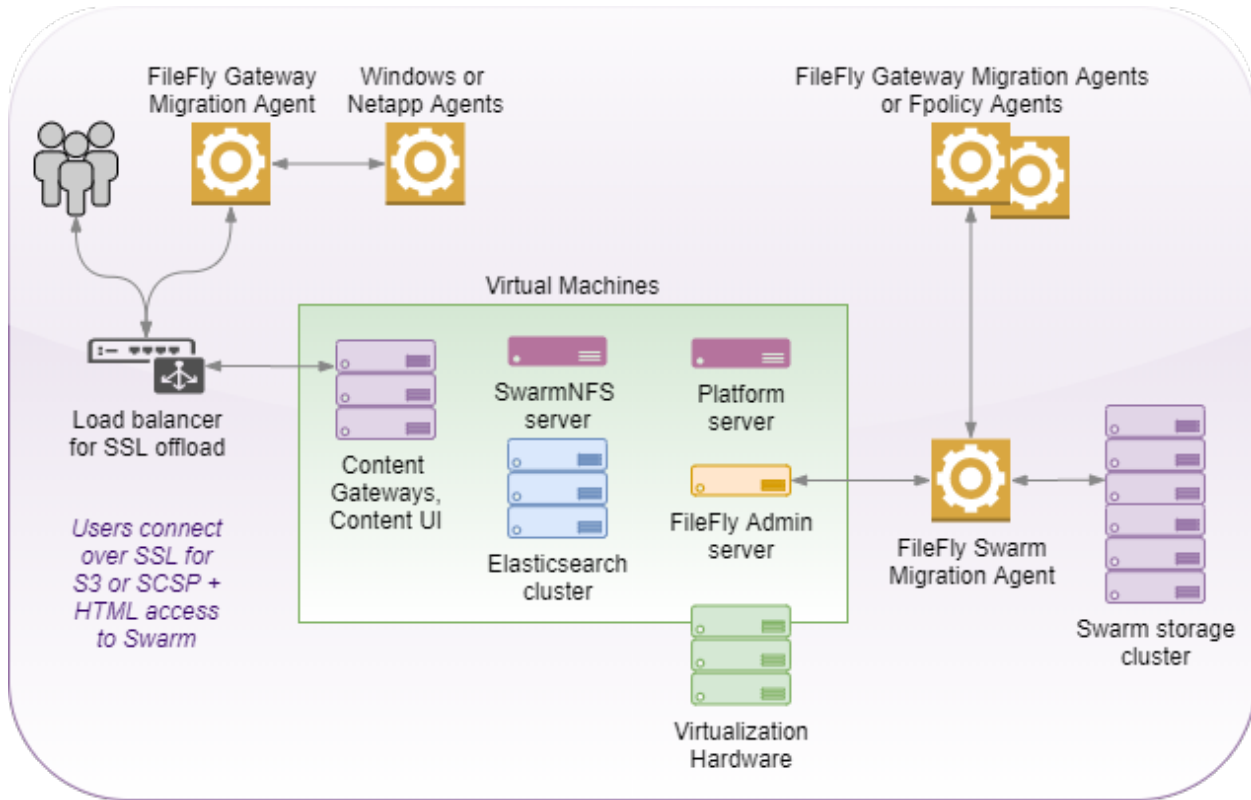 FileFly Gateway
Migration Agent
Windows or
Netapp Agents
FileFly Gateway Migration Agents
or Fpolicy Agents
Virtual Machines
Load balancer
for SSL offload
Users connect
over SSL for
S3 or SCSP +
HTML access
to Swarm
Content
Gateways,
Content UI
SwarmNFS
server
Elasticsearch
cluster
Platform
server
FileFly Admin
server
FileFly Swarm
Migration Agent
Swarm storage
cluster
Virtualization
Hardware